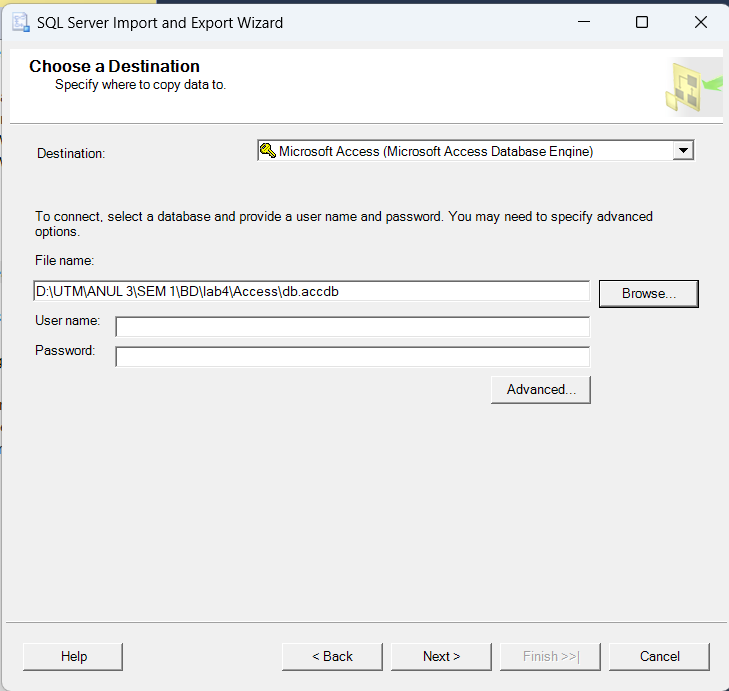 SQL Server Import and Export Wizard
Choose a Destination
Specify where to copy data to.
Destination:
Microsoft Access (Microsoft Access Database Engine)
To connect, select a database and provide a user name and password. You may need to specify advanced
options.
File name:
D:\UTM\ANUL 3\SEM 1\BD\lab4\Access\db.accdb
Browse...
User name:
Password:
Advanced...
Help
< Back
Next >
Finish >>|
Cancel